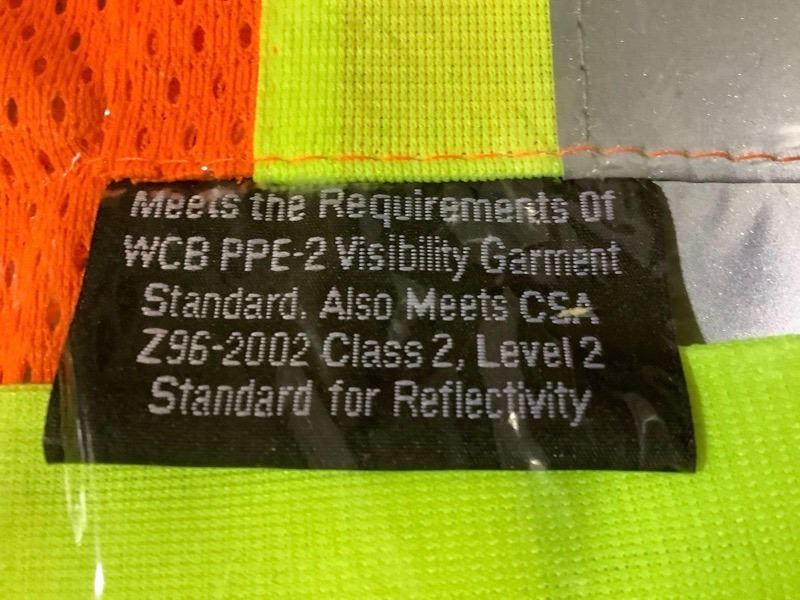 Meets the Requirements Of
WCB PPE-2 Visibility Garment
Standard. Also Meets CSA
Z96-2002 Class 2, Level 2
Standard for Reflectivity